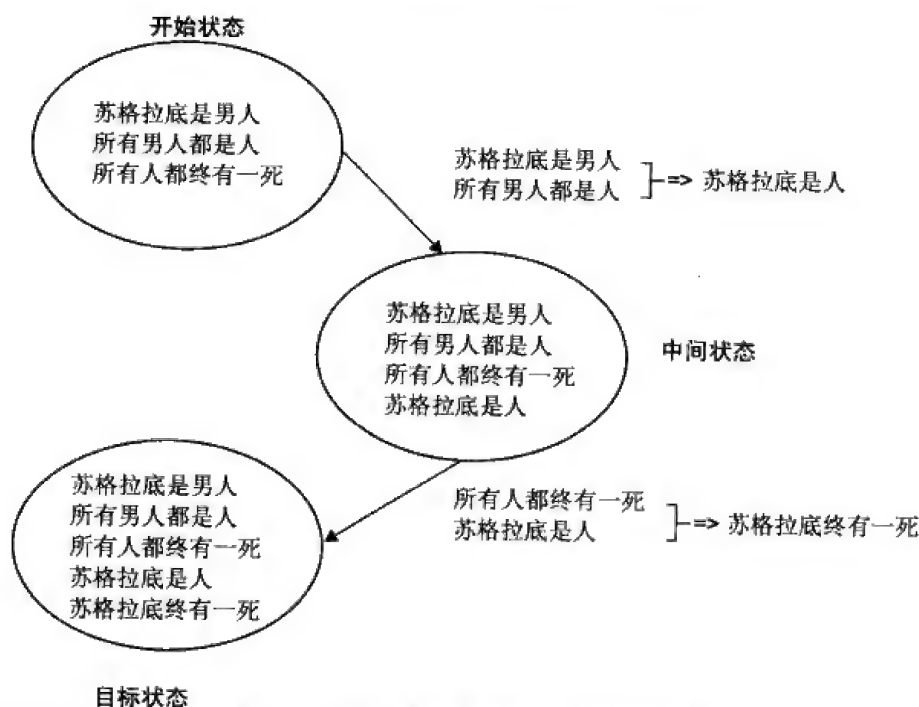 开始状态
苏格拉底是男人
所有男人都是人
所有人都终有一死
苏格拉底是男人
所有男人都是人
=> 苏格拉底是人
苏格拉底是男人
所有男人都是人
所有人都终有一死
苏格拉底是人
中间状态
所有人都终有一死
苏格拉底是人
=> 苏格拉底终有一死
苏格拉底是男人
所有男人都是人
所有人都终有一死
苏格拉底是人
苏格拉底终有一死
目标状态